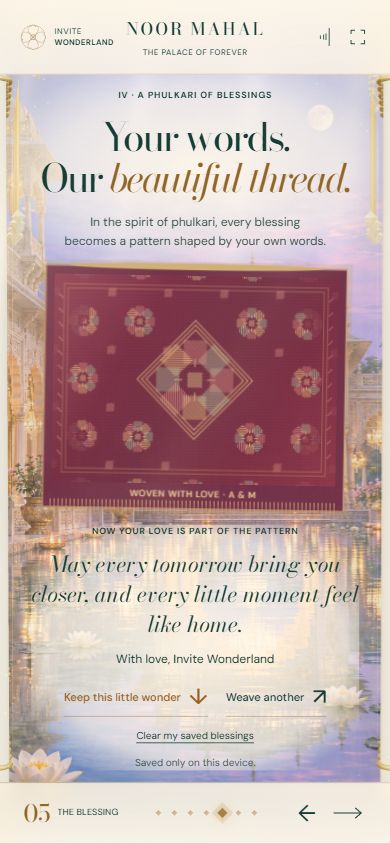 INVITE
WONDERLAND
NOOR MAHAL
THE PALACE OF FOREVER
IV · A PHULKARI OF BLESSINGS
Your words.
Our beautiful thread.
In the spirit of phulkari, every blessing
becomes a pattern shaped by your own words.
WOVEN WITH LOVE · A & M
NOW YOUR LOVE IS PART OF THE PATTERN
May every tomorrow bring you
closer, and every little moment feel
like home.
With love, Invite Wonderland
Keep this little wonder
Weave another
Clear my saved blessings
Saved only on this device.
05 THE BLESSING